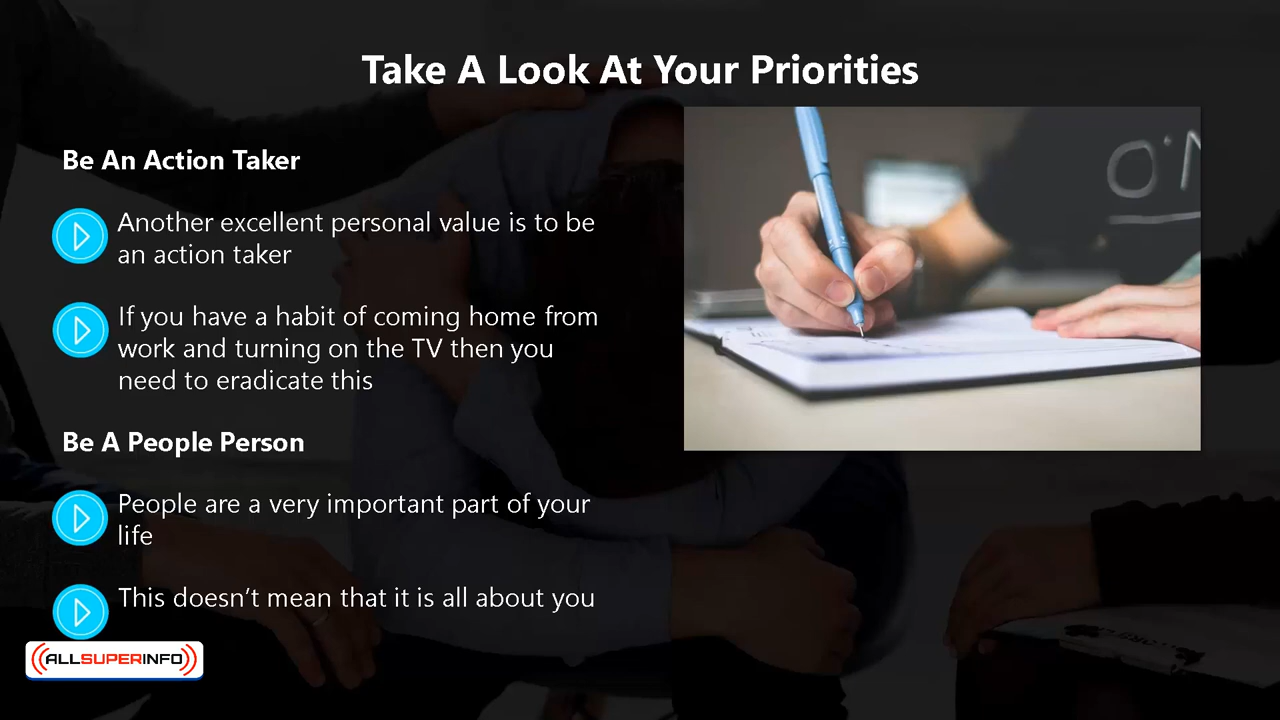 Take A Look At Your Priorities
Be An Action Taker
Another excellent personal value is to be
an action taker
If you have a habit of coming home from
work and turning on the TV then you
need to eradicate this
Be A People Person
People are a very important part of your
life
This doesn’t mean that it is all about you
ALLSUPERINFO